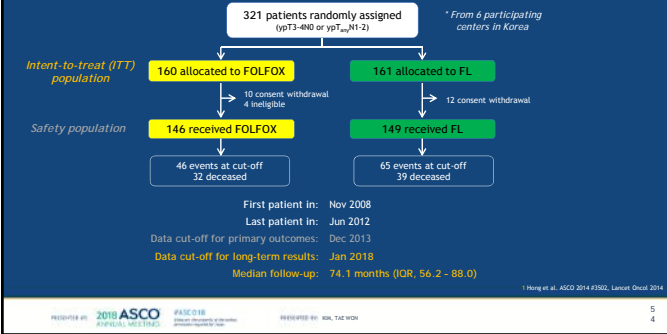 321 patients randomly assigned
(ypT3-4N0 or ypTanyN1-2)
* From 6 participating
centers in Korea
Intent-to-treat (ITT)
population
160 allocated to FOLFOX
161 allocated to FL
10 consent withdrawal
4 ineligible
12 consent withdrawal
Safety population
146 received FOLFOX
149 received FL
46 events at cut-off
32 deceased
65 events at cut-off
39 deceased
First patient in: Nov 2008
Last patient in: Jun 2012
Data cut-off for primary outcomes: Dec 2013
Data cut-off for long-term results: Jan 2018
Median follow-up: 74.1 months (IQR, 56.2 – 88.0)
1 Hong et al. ASCO 2014 #3502, Lancet Oncol 2014
PRESENTED AT: 2018 ASCO
ANNUAL MEETING
#ASCO18
PRESENTED BY: KIM, TAE WON
5
4